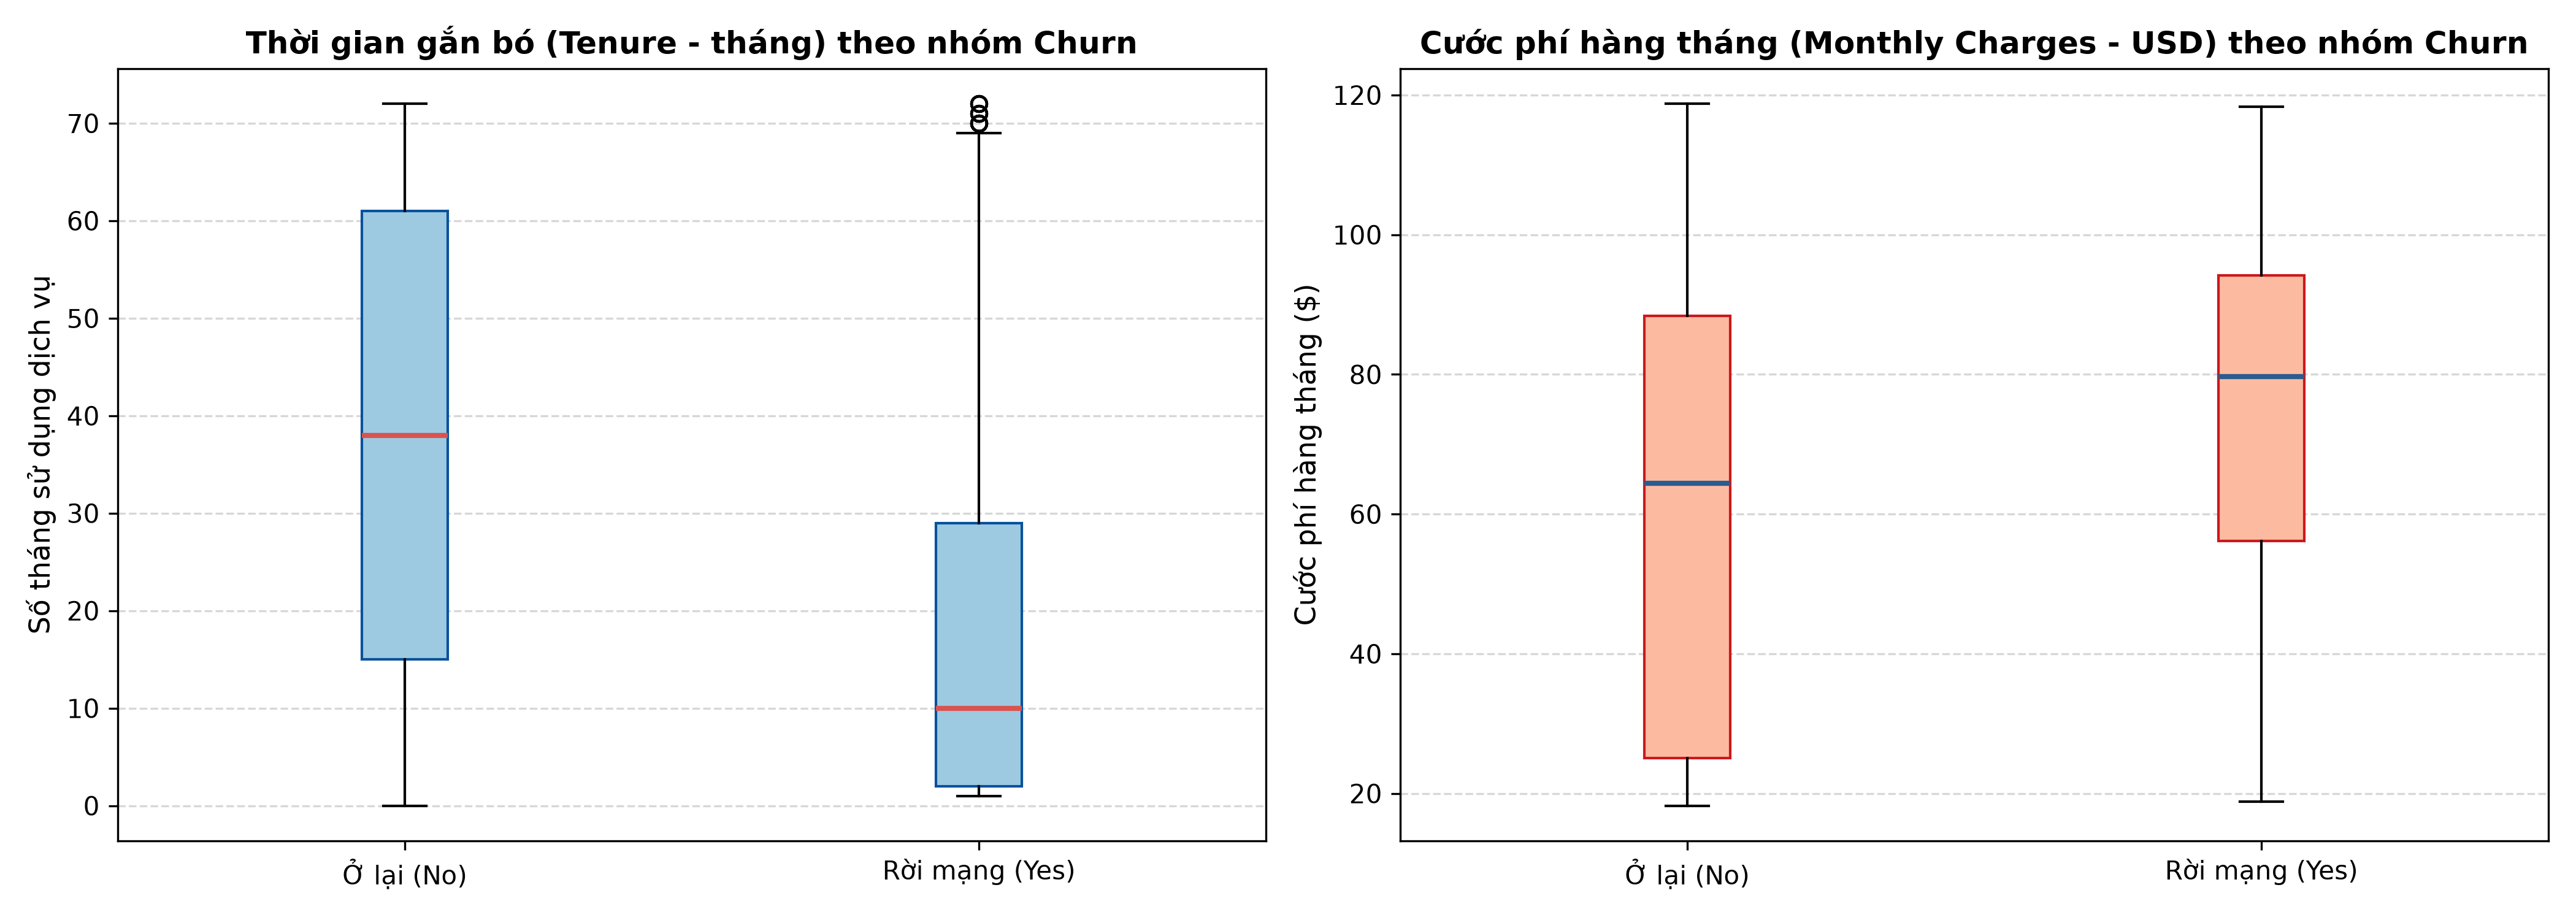 Thời gian gắn bó (Tenure - tháng) theo nhóm Churn
Số tháng sử dụng dịch vụ
70
60
50
40
30
20
10
0
Ở lại (No)
Rời mạng (Yes)
Cước phí hàng tháng (Monthly Charges - USD) theo nhóm Churn
Cước phí hàng tháng ($)
120
100
80
60
40
20
Ở lại (No)
Rời mạng (Yes)